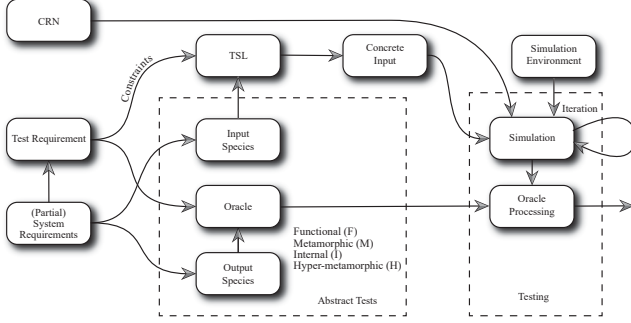 CRN
TSL
Concrete
Input
Simulation
Environment
Constraints
Iteration
Test Requirement
Input
Species
Simulation
(Partial)
System
Requirements
Oracle
Oracle
Processing
Functional (F)
Metamorphic (M)
Internal (I)
Hyper-metamorphic (H)
Output
Species
Abstract Tests
Testing